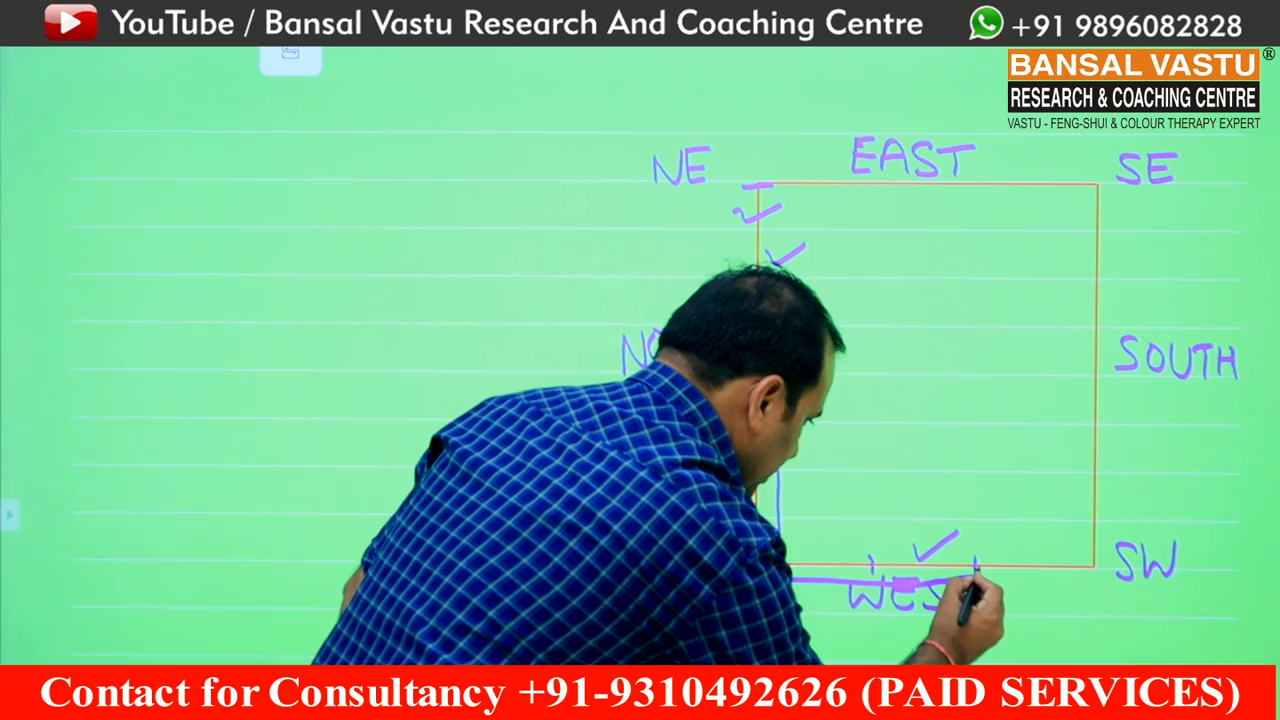 YouTube / Bansal Vastu Research And Coaching Centre
+91 9896082828
BANSAL VASTU®
RESEARCH & COACHING CENTRE
VASTU - FENG-SHUI & COLOUR THERAPY EXPERT
NE EAST SE
SOUTH
SW
Contact for Consultancy +91-9310492626 (PAID SERVICES)